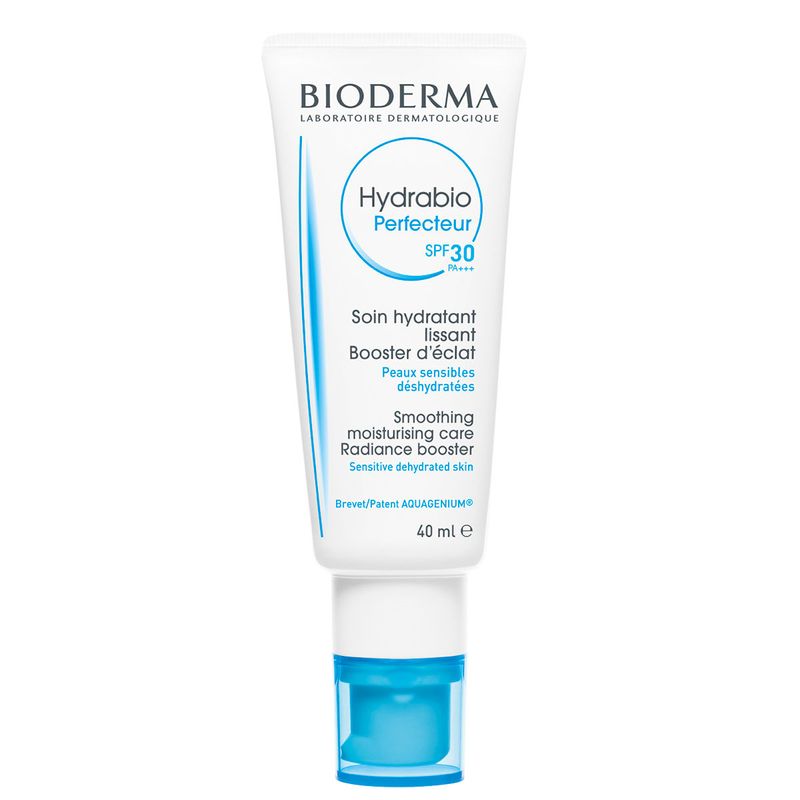 BIODERMA
LABORATOIRE DERMATOLOGIQUE
Hydrabio
Perfecteur
SPF30
PA+++
Soin hydratant
lissant
Booster d'éclat
Peaux sensibles
déshydratées
Smoothing
moisturising care
Radiance booster
Sensitive dehydrated skin
Brevet/Patent AQUAGENIUM®
40 ml ℮